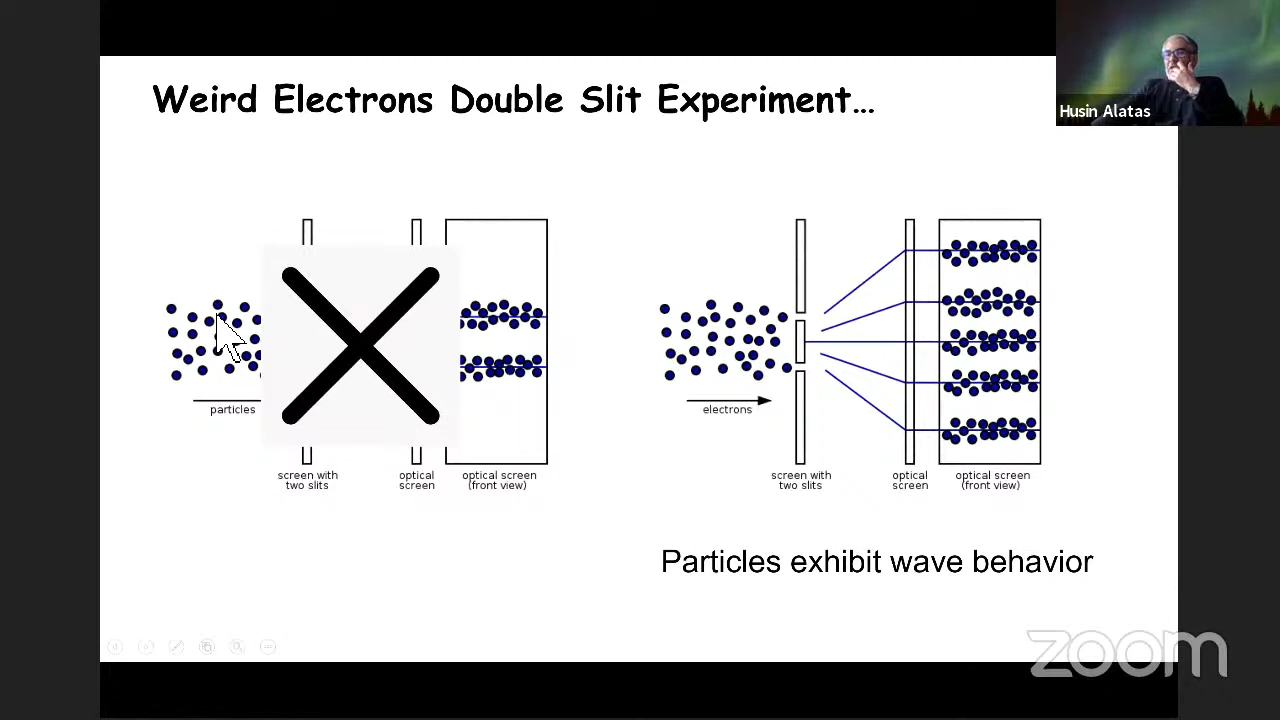 Weird Electrons Double Slit Experiment...
Husin Alatas
particles
screen with
two slits
optical
screen
optical screen
(front view)
electrons
screen with
two slits
optical
screen
optical screen
(front view)
Particles exhibit wave behavior
zoom